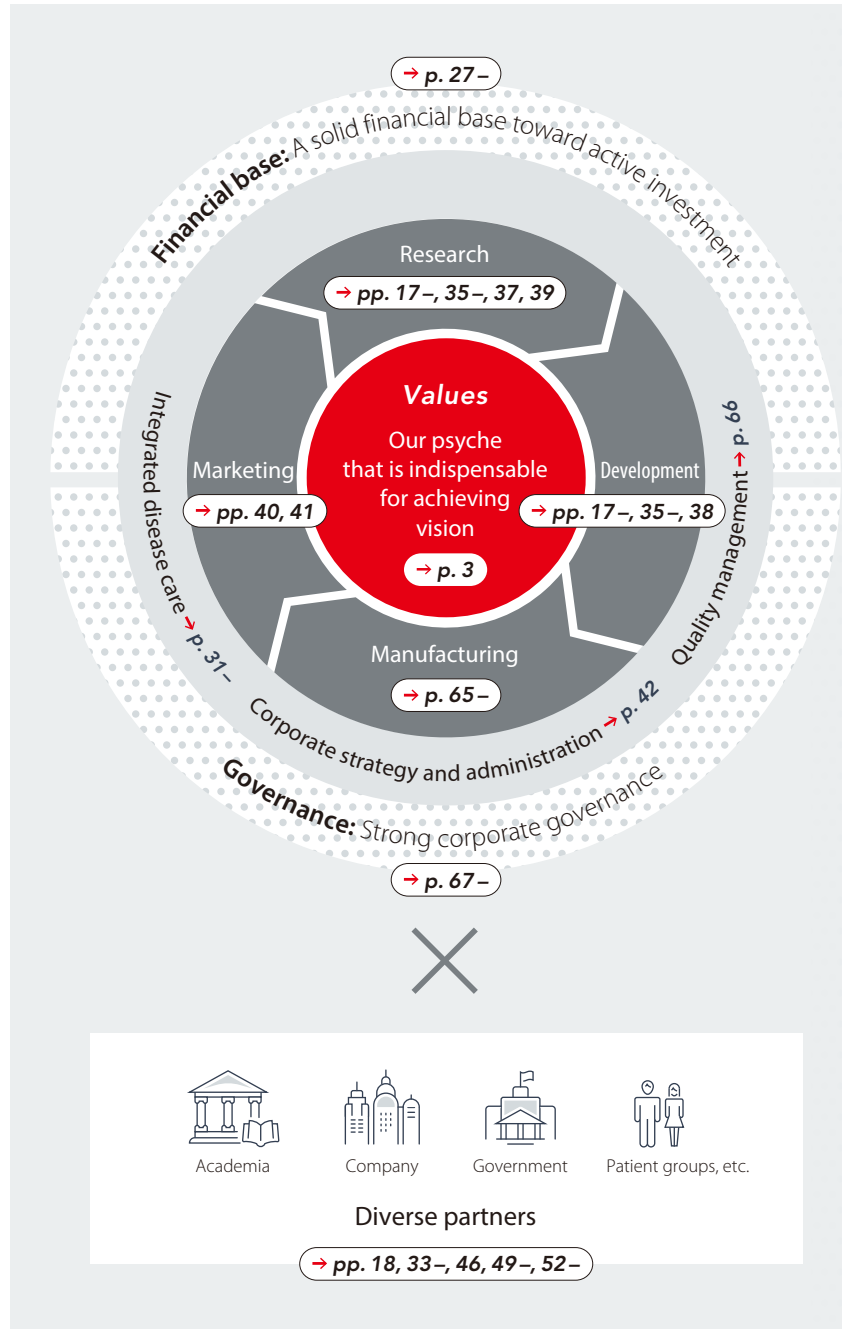 → p. 27–
Financial base: A solid financial base toward active investment
Research
→ pp. 17–, 35–, 37, 39
Values
Our psyche
that is indispensable
for achieving
vision
→ p. 3
Marketing
→ pp. 40, 41
Development
→ pp. 17–, 35–, 38
Manufacturing
→ p. 65–
Integrated disease care → p. 31–
Corporate strategy and administration → p. 42
Quality management → p. 66
Governance: Strong corporate governance
→ p. 67–
Academia
Company
Government
Patient groups, etc.
Diverse partners
→ pp. 18, 33–, 46, 49–, 52–